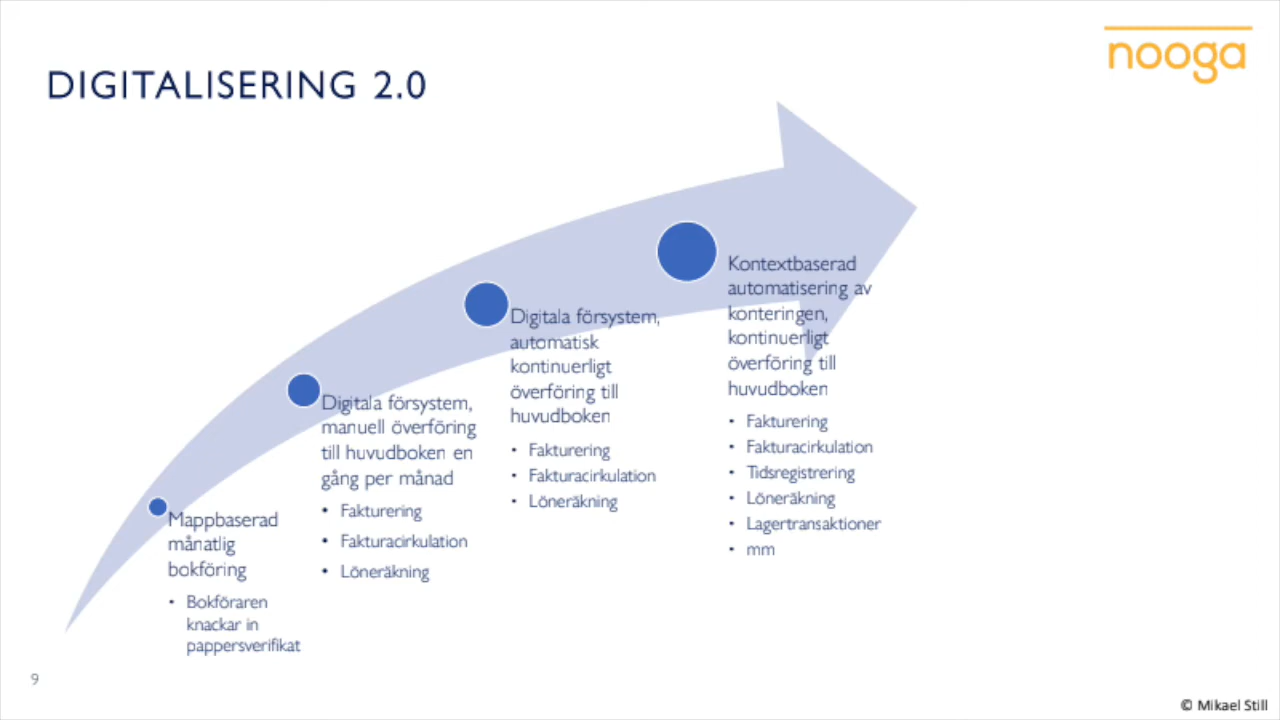 nooga
DIGITALISERING 2.0
Mappbaserad
månatlig
bokföring
• Bokföraren
knackar in
pappersverifikat
Digitala försystem,
manuell överföring
till huvudboken en
gång per månad
• Fakturering
• Fakturacirkulation
• Löneräkning
Digitala försystem,
automatisk
kontinuerligt
överföring till
huvudboken
• Fakturering
• Fakturacirkulation
• Löneräkning
Kontextbaserad
automatisering av
konteringen,
kontinuerligt
överföring till
huvudboken
• Fakturering
• Fakturacirkulation
• Tidsregistrering
• Löneräkning
• Lagertransaktioner
• mm
9
© Mikael Still